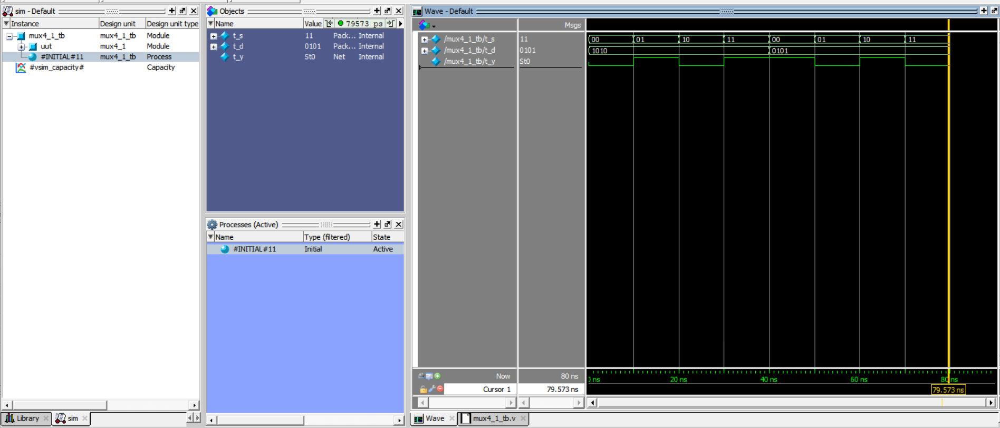 sim - Default
Instance Design unit Design unit type
mux4_1_tb mux4_1_tb Module
uut mux4_1 Module
#INITIAL#11 mux4_1_tb Process
#vsim_capacity# Capacity
Library sim
Objects
Name Value 79573 ps
t_s 11 Pack... Internal
t_d 0101 Pack... Internal
t_y St0 Net Internal
Processes (Active)
Name Type (filtered) State
#INITIAL#11 Initial Active
Wave - Default
Msgs
/mux4_1_tb/t_s 11 00 01 10 11 00 01 10 11
/mux4_1_tb/t_d 0101 1010 0101
/mux4_1_tb/t_y St0
Now 80 ns ns 20 ns 40 ns 60 ns 80 ns
Cursor 1 79.573 ns 79.573 ns
Wave mux4_1_tb.v